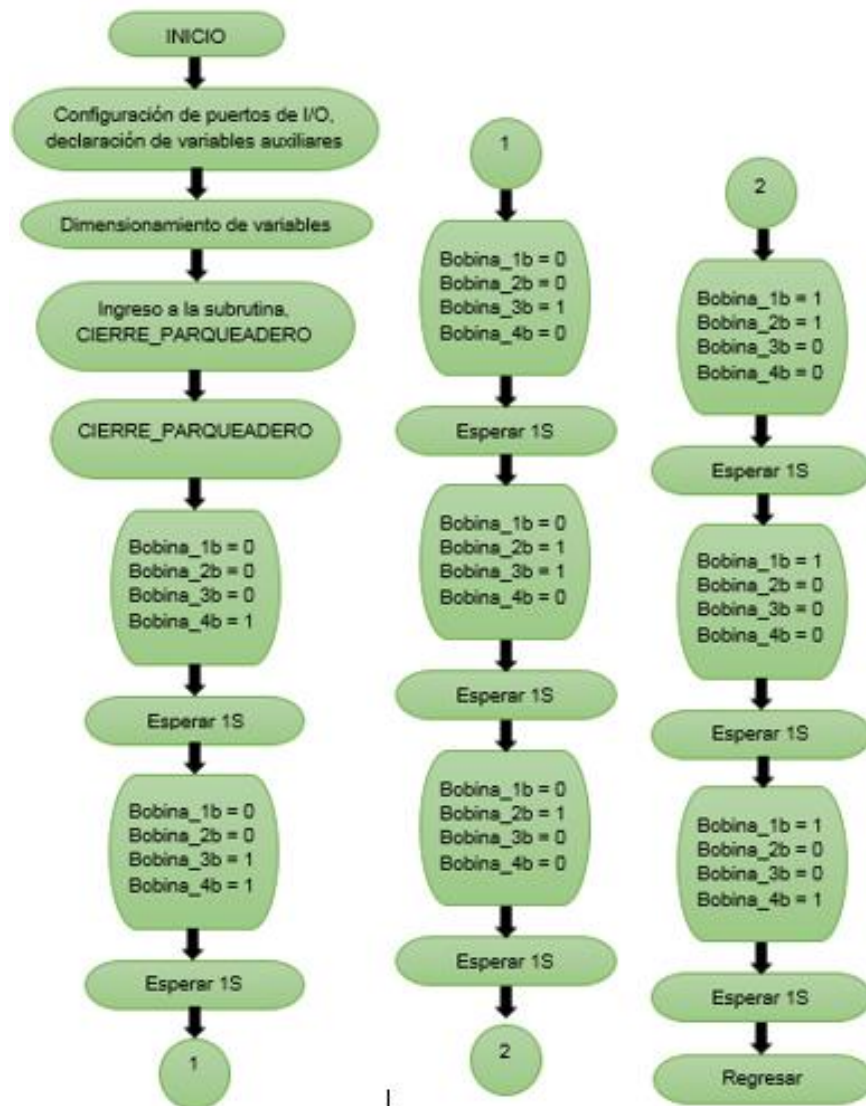 INICIO
Configuración de puertos de I/O,
declaración de variables auxiliares
Dimensionamiento de variables
Ingreso a la subrutina,
CIERRE_PARQUEADERO
CIERRE_PARQUEADERO
Bobina_1b = 0
Bobina_2b = 0
Bobina_3b = 0
Bobina_4b = 1
Esperar 1S
Bobina_1b = 0
Bobina_2b = 0
Bobina_3b = 1
Bobina_4b = 1
Esperar 1S
1
1
Bobina_1b = 0
Bobina_2b = 0
Bobina_3b = 1
Bobina_4b = 0
Esperar 1S
Bobina_1b = 0
Bobina_2b = 1
Bobina_3b = 1
Bobina_4b = 0
Esperar 1S
Bobina_1b = 0
Bobina_2b = 1
Bobina_3b = 0
Bobina_4b = 0
Esperar 1S
2
2
Bobina_1b = 1
Bobina_2b = 1
Bobina_3b = 0
Bobina_4b = 0
Esperar 1S
Bobina_1b = 1
Bobina_2b = 0
Bobina_3b = 0
Bobina_4b = 0
Esperar 1S
Bobina_1b = 1
Bobina_2b = 0
Bobina_3b = 0
Bobina_4b = 1
Esperar 1S
Regresar